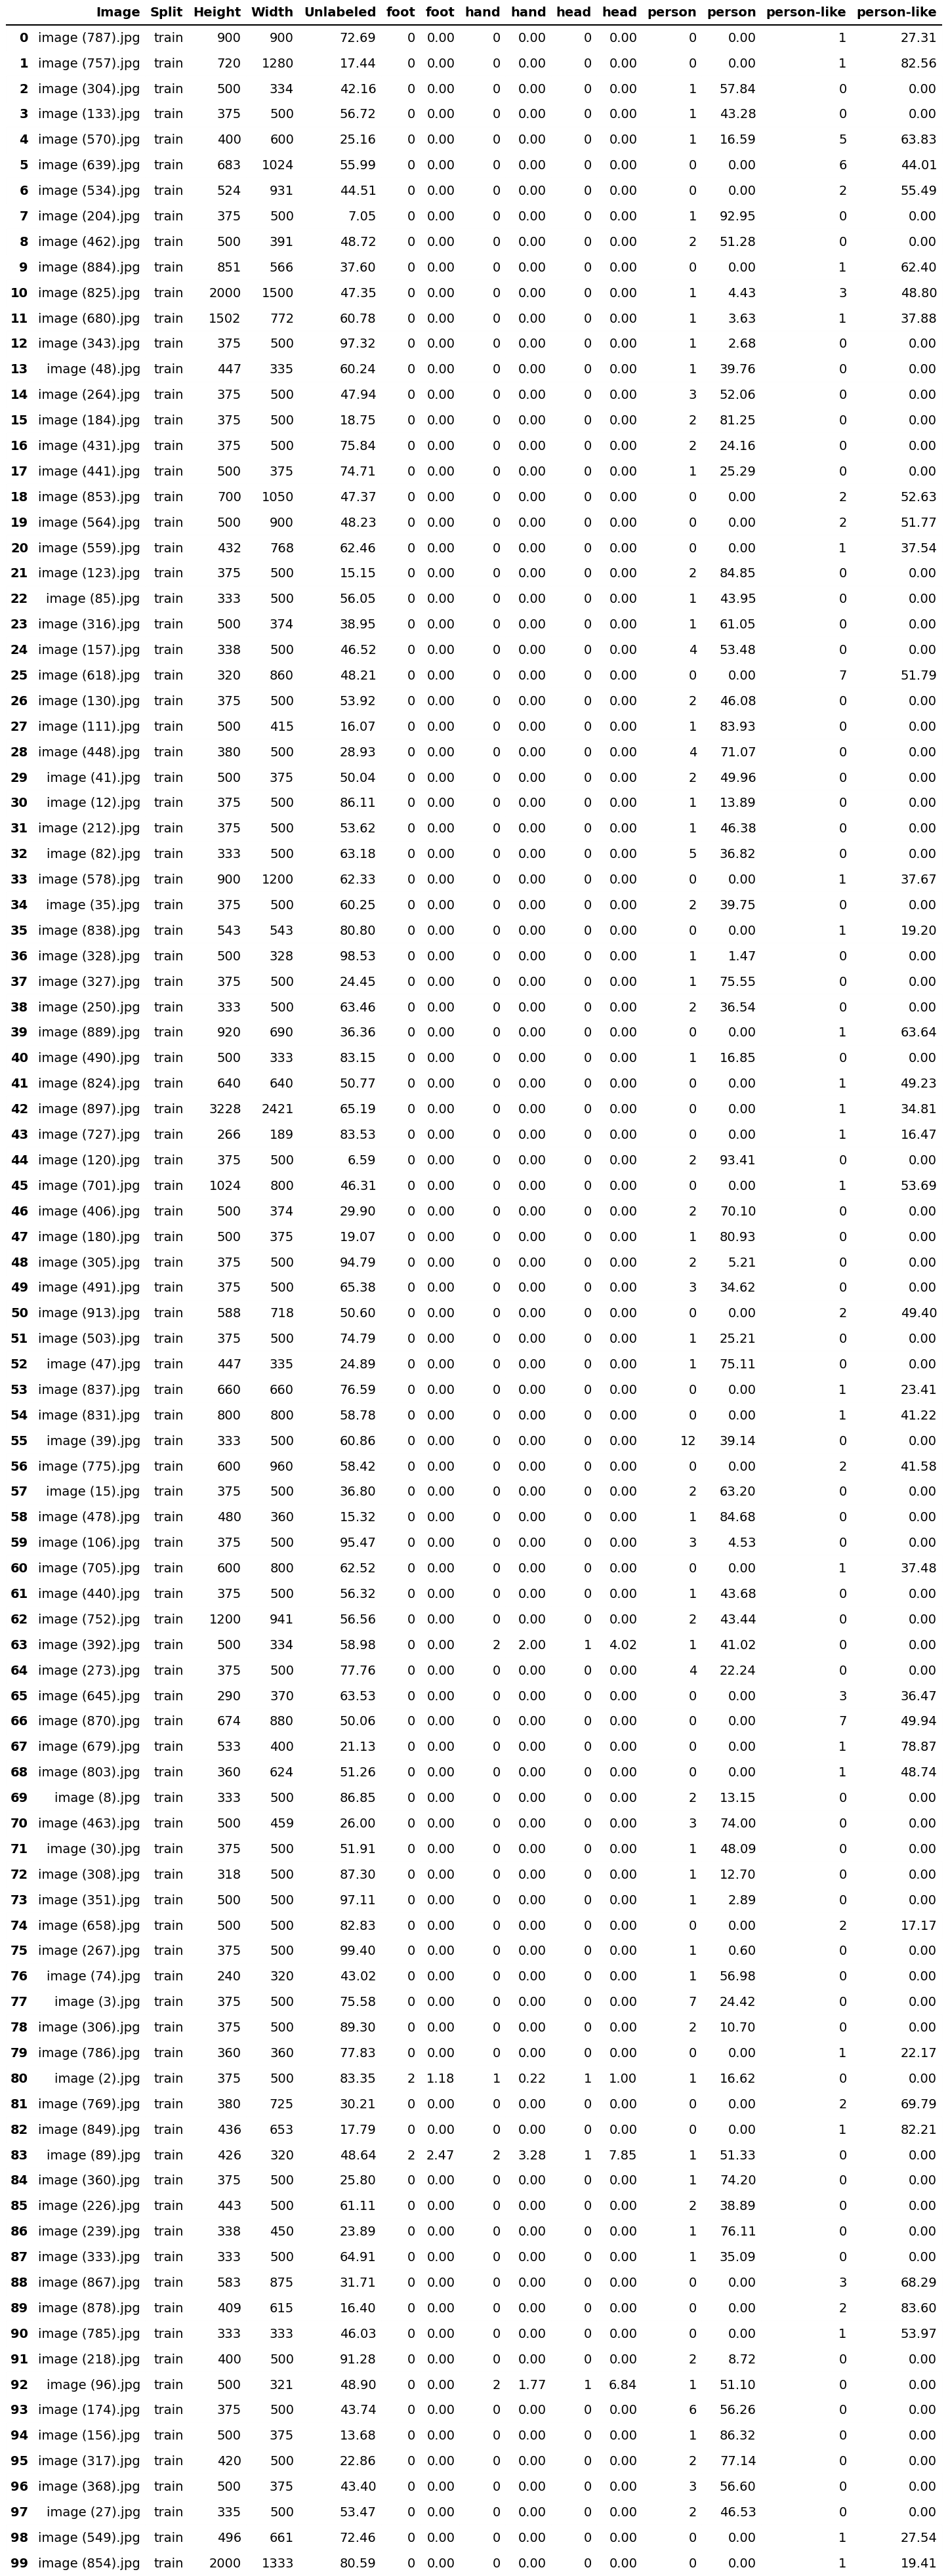 Image Split Height Width Unlabeled foot foot hand hand head head person person person-like person-like
0 image (787).jpg train 900 900 72.69 0 0.00 0 0.00 0 0.00 0 0.00 1 27.31
1 image (757).jpg train 720 1280 17.44 0 0.00 0 0.00 0 0.00 0 0.00 1 82.56
2 image (304).jpg train 500 334 42.16 0 0.00 0 0.00 0 0.00 1 57.84 0 0.00
3 image (133).jpg train 375 500 56.72 0 0.00 0 0.00 0 0.00 1 43.28 0 0.00
4 image (570).jpg train 400 600 25.16 0 0.00 0 0.00 0 0.00 1 16.59 5 63.83
5 image (639).jpg train 683 1024 55.99 0 0.00 0 0.00 0 0.00 0 0.00 6 44.01
6 image (534).jpg train 524 931 44.51 0 0.00 0 0.00 0 0.00 0 0.00 2 55.49
7 image (204).jpg train 375 500 7.05 0 0.00 0 0.00 0 0.00 1 92.95 0 0.00
8 image (462).jpg train 500 391 48.72 0 0.00 0 0.00 0 0.00 2 51.28 0 0.00
9 image (884).jpg train 851 566 37.60 0 0.00 0 0.00 0 0.00 0 0.00 1 62.40
10 image (825).jpg train 2000 1500 47.35 0 0.00 0 0.00 0 0.00 1 4.43 3 48.80
11 image (680).jpg train 1502 772 60.78 0 0.00 0 0.00 0 0.00 1 3.63 1 37.88
12 image (343).jpg train 375 500 97.32 0 0.00 0 0.00 0 0.00 1 2.68 0 0.00
13 image (48).jpg train 447 335 60.24 0 0.00 0 0.00 0 0.00 1 39.76 0 0.00
14 image (264).jpg train 375 500 47.94 0 0.00 0 0.00 0 0.00 3 52.06 0 0.00
15 image (184).jpg train 375 500 18.75 0 0.00 0 0.00 0 0.00 2 81.25 0 0.00
16 image (431).jpg train 375 500 75.84 0 0.00 0 0.00 0 0.00 2 24.16 0 0.00
17 image (441).jpg train 500 375 74.71 0 0.00 0 0.00 0 0.00 1 25.29 0 0.00
18 image (853).jpg train 700 1050 47.37 0 0.00 0 0.00 0 0.00 0 0.00 2 52.63
19 image (564).jpg train 500 900 48.23 0 0.00 0 0.00 0 0.00 0 0.00 2 51.77
20 image (559).jpg train 432 768 62.46 0 0.00 0 0.00 0 0.00 0 0.00 1 37.54
21 image (123).jpg train 375 500 15.15 0 0.00 0 0.00 0 0.00 2 84.85 0 0.00
22 image (85).jpg train 333 500 56.05 0 0.00 0 0.00 0 0.00 1 43.95 0 0.00
23 image (316).jpg train 500 374 38.95 0 0.00 0 0.00 0 0.00 1 61.05 0 0.00
24 image (157).jpg train 338 500 46.52 0 0.00 0 0.00 0 0.00 4 53.48 0 0.00
25 image (618).jpg train 320 860 48.21 0 0.00 0 0.00 0 0.00 0 0.00 7 51.79
26 image (130).jpg train 375 500 53.92 0 0.00 0 0.00 0 0.00 2 46.08 0 0.00
27 image (111).jpg train 500 415 16.07 0 0.00 0 0.00 0 0.00 1 83.93 0 0.00
28 image (448).jpg train 380 500 28.93 0 0.00 0 0.00 0 0.00 4 71.07 0 0.00
29 image (41).jpg train 500 375 50.04 0 0.00 0 0.00 0 0.00 2 49.96 0 0.00
30 image (12).jpg train 375 500 86.11 0 0.00 0 0.00 0 0.00 1 13.89 0 0.00
31 image (212).jpg train 375 500 53.62 0 0.00 0 0.00 0 0.00 1 46.38 0 0.00
32 image (82).jpg train 333 500 63.18 0 0.00 0 0.00 0 0.00 5 36.82 0 0.00
33 image (578).jpg train 900 1200 62.33 0 0.00 0 0.00 0 0.00 0 0.00 1 37.67
34 image (35).jpg train 375 500 60.25 0 0.00 0 0.00 0 0.00 2 39.75 0 0.00
35 image (838).jpg train 543 543 80.80 0 0.00 0 0.00 0 0.00 0 0.00 1 19.20
36 image (328).jpg train 500 328 98.53 0 0.00 0 0.00 0 0.00 1 1.47 0 0.00
37 image (327).jpg train 375 500 24.45 0 0.00 0 0.00 0 0.00 1 75.55 0 0.00
38 image (250).jpg train 333 500 63.46 0 0.00 0 0.00 0 0.00 2 36.54 0 0.00
39 image (889).jpg train 920 690 36.36 0 0.00 0 0.00 0 0.00 0 0.00 1 63.64
40 image (490).jpg train 500 333 83.15 0 0.00 0 0.00 0 0.00 1 16.85 0 0.00
41 image (824).jpg train 640 640 50.77 0 0.00 0 0.00 0 0.00 0 0.00 1 49.23
42 image (897).jpg train 3228 2421 65.19 0 0.00 0 0.00 0 0.00 0 0.00 1 34.81
43 image (727).jpg train 266 189 83.53 0 0.00 0 0.00 0 0.00 0 0.00 1 16.47
44 image (120).jpg train 375 500 6.59 0 0.00 0 0.00 0 0.00 2 93.41 0 0.00
45 image (701).jpg train 1024 800 46.31 0 0.00 0 0.00 0 0.00 0 0.00 1 53.69
46 image (406).jpg train 500 374 29.90 0 0.00 0 0.00 0 0.00 2 70.10 0 0.00
47 image (180).jpg train 500 375 19.07 0 0.00 0 0.00 0 0.00 1 80.93 0 0.00
48 image (305).jpg train 375 500 94.79 0 0.00 0 0.00 0 0.00 2 5.21 0 0.00
49 image (491).jpg train 375 500 65.38 0 0.00 0 0.00 0 0.00 3 34.62 0 0.00
50 image (913).jpg train 588 718 50.60 0 0.00 0 0.00 0 0.00 0 0.00 2 49.40
51 image (503).jpg train 375 500 74.79 0 0.00 0 0.00 0 0.00 1 25.21 0 0.00
52 image (47).jpg train 447 335 24.89 0 0.00 0 0.00 0 0.00 1 75.11 0 0.00
53 image (837).jpg train 660 660 76.59 0 0.00 0 0.00 0 0.00 0 0.00 1 23.41
54 image (831).jpg train 800 800 58.78 0 0.00 0 0.00 0 0.00 0 0.00 1 41.22
55 image (39).jpg train 333 500 60.86 0 0.00 0 0.00 0 0.00 12 39.14 0 0.00
56 image (775).jpg train 600 960 58.42 0 0.00 0 0.00 0 0.00 0 0.00 2 41.58
57 image (15).jpg train 375 500 36.80 0 0.00 0 0.00 0 0.00 2 63.20 0 0.00
58 image (478).jpg train 480 360 15.32 0 0.00 0 0.00 0 0.00 1 84.68 0 0.00
59 image (106).jpg train 375 500 95.47 0 0.00 0 0.00 0 0.00 3 4.53 0 0.00
60 image (705).jpg train 600 800 62.52 0 0.00 0 0.00 0 0.00 0 0.00 1 37.48
61 image (440).jpg train 375 500 56.32 0 0.00 0 0.00 0 0.00 1 43.68 0 0.00
62 image (752).jpg train 1200 941 56.56 0 0.00 0 0.00 0 0.00 2 43.44 0 0.00
63 image (392).jpg train 500 334 58.98 0 0.00 2 2.00 1 4.02 1 41.02 0 0.00
64 image (273).jpg train 375 500 77.76 0 0.00 0 0.00 0 0.00 4 22.24 0 0.00
65 image (645).jpg train 290 370 63.53 0 0.00 0 0.00 0 0.00 0 0.00 3 36.47
66 image (870).jpg train 674 880 50.06 0 0.00 0 0.00 0 0.00 0 0.00 7 49.94
67 image (679).jpg train 533 400 21.13 0 0.00 0 0.00 0 0.00 0 0.00 1 78.87
68 image (803).jpg train 360 624 51.26 0 0.00 0 0.00 0 0.00 0 0.00 1 48.74
69 image (8).jpg train 333 500 86.85 0 0.00 0 0.00 0 0.00 2 13.15 0 0.00
70 image (463).jpg train 500 459 26.00 0 0.00 0 0.00 0 0.00 3 74.00 0 0.00
71 image (30).jpg train 375 500 51.91 0 0.00 0 0.00 0 0.00 1 48.09 0 0.00
72 image (308).jpg train 318 500 87.30 0 0.00 0 0.00 0 0.00 1 12.70 0 0.00
73 image (351).jpg train 500 500 97.11 0 0.00 0 0.00 0 0.00 1 2.89 0 0.00
74 image (658).jpg train 500 500 82.83 0 0.00 0 0.00 0 0.00 0 0.00 2 17.17
75 image (267).jpg train 375 500 99.40 0 0.00 0 0.00 0 0.00 1 0.60 0 0.00
76 image (74).jpg train 240 320 43.02 0 0.00 0 0.00 0 0.00 1 56.98 0 0.00
77 image (3).jpg train 375 500 75.58 0 0.00 0 0.00 0 0.00 7 24.42 0 0.00
78 image (306).jpg train 375 500 89.30 0 0.00 0 0.00 0 0.00 2 10.70 0 0.00
79 image (786).jpg train 360 360 77.83 0 0.00 0 0.00 0 0.00 0 0.00 1 22.17
80 image (2).jpg train 375 500 83.35 2 1.18 1 0.22 1 1.00 1 16.62 0 0.00
81 image (769).jpg train 380 725 30.21 0 0.00 0 0.00 0 0.00 0 0.00 2 69.79
82 image (849).jpg train 436 653 17.79 0 0.00 0 0.00 0 0.00 0 0.00 1 82.21
83 image (89).jpg train 426 320 48.64 2 2.47 2 3.28 1 7.85 1 51.33 0 0.00
84 image (360).jpg train 375 500 25.80 0 0.00 0 0.00 0 0.00 1 74.20 0 0.00
85 image (226).jpg train 443 500 61.11 0 0.00 0 0.00 0 0.00 2 38.89 0 0.00
86 image (239).jpg train 338 450 23.89 0 0.00 0 0.00 0 0.00 1 76.11 0 0.00
87 image (333).jpg train 333 500 64.91 0 0.00 0 0.00 0 0.00 1 35.09 0 0.00
88 image (867).jpg train 583 875 31.71 0 0.00 0 0.00 0 0.00 0 0.00 3 68.29
89 image (878).jpg train 409 615 16.40 0 0.00 0 0.00 0 0.00 0 0.00 2 83.60
90 image (785).jpg train 333 333 46.03 0 0.00 0 0.00 0 0.00 0 0.00 1 53.97
91 image (218).jpg train 400 500 91.28 0 0.00 0 0.00 0 0.00 2 8.72 0 0.00
92 image (96).jpg train 500 321 48.90 0 0.00 2 1.77 1 6.84 1 51.10 0 0.00
93 image (174).jpg train 375 500 43.74 0 0.00 0 0.00 0 0.00 6 56.26 0 0.00
94 image (156).jpg train 500 375 13.68 0 0.00 0 0.00 0 0.00 1 86.32 0 0.00
95 image (317).jpg train 420 500 22.86 0 0.00 0 0.00 0 0.00 2 77.14 0 0.00
96 image (368).jpg train 500 375 43.40 0 0.00 0 0.00 0 0.00 3 56.60 0 0.00
97 image (27).jpg train 335 500 53.47 0 0.00 0 0.00 0 0.00 2 46.53 0 0.00
98 image (549).jpg train 496 661 72.46 0 0.00 0 0.00 0 0.00 0 0.00 1 27.54
99 image (854).jpg train 2000 1333 80.59 0 0.00 0 0.00 0 0.00 0 0.00 1 19.41